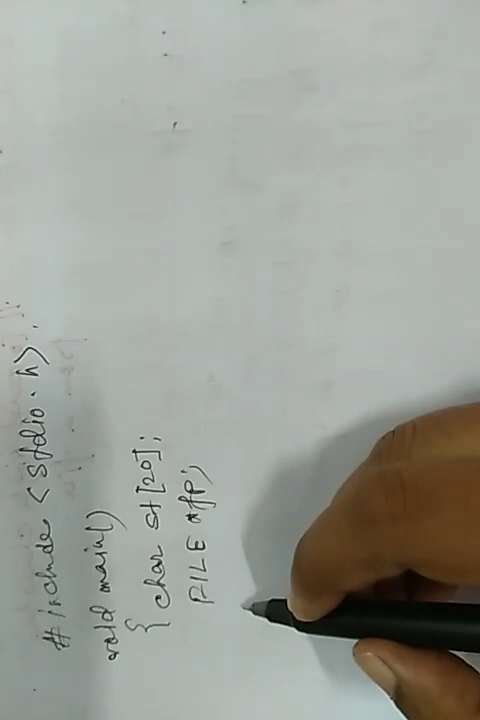 # include <stdio.h>.
void main()
{ char st[20];
FILE *fp;